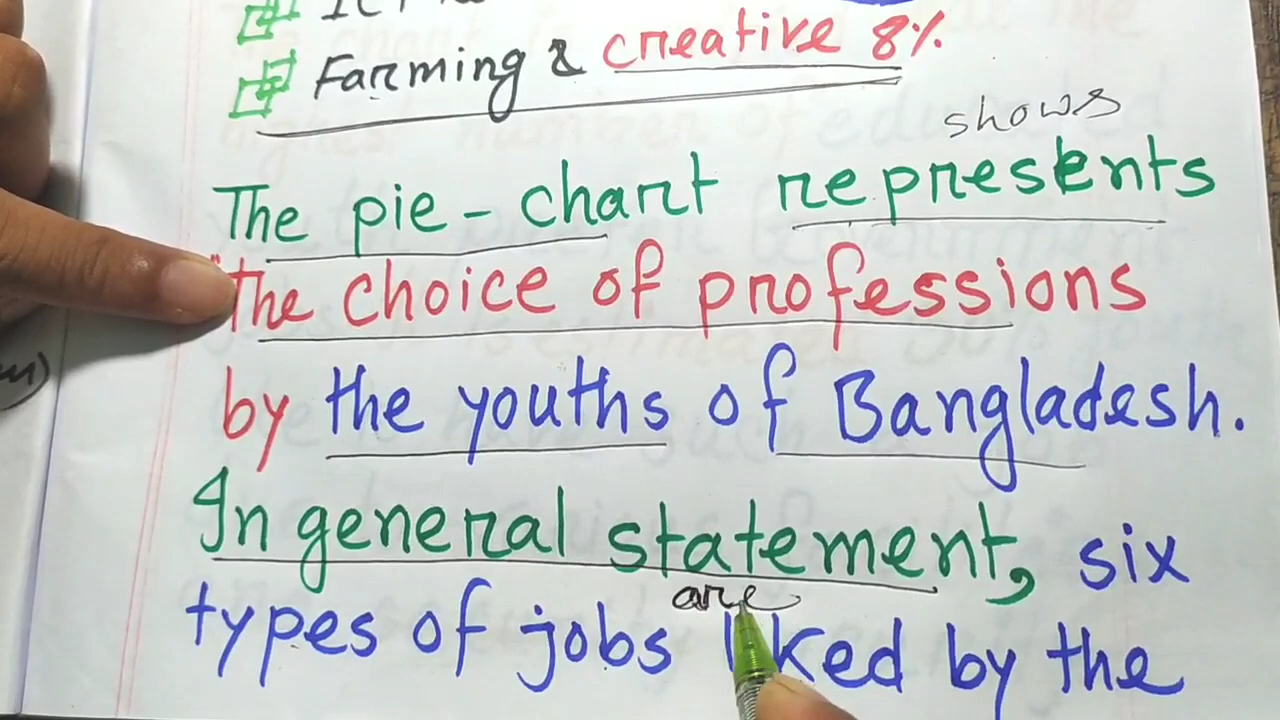 Farming & creative 8%
shows
The pie-chart represents
"the choice of professions
by the youths of Bangladesh.
In general statement, six
are
types of jobs liked by the